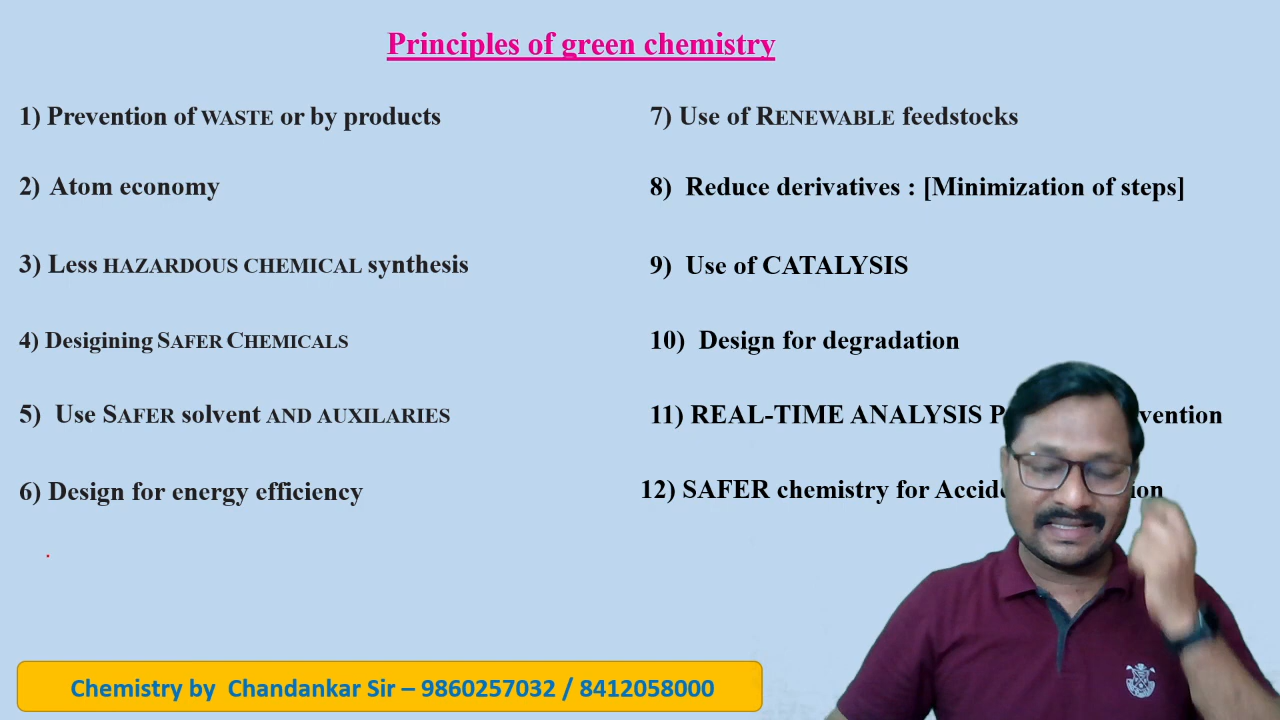 Principles of green chemistry
1) Prevention of WASTE or by products
2) Atom economy
3) Less HAZARDOUS CHEMICAL synthesis
4) Desigining SAFER CHEMICALS
5) Use SAFER solvent AND AUXILARIES
6) Design for energy efficiency
7) Use of RENEWABLE feedstocks
8) Reduce derivatives : [Minimization of steps]
9) Use of CATALYSIS
10) Design for degradation
11) REAL-TIME ANALYSIS
12) SAFER chemistry for
Chemistry by Chandankar Sir – 9860257032 / 8412058000